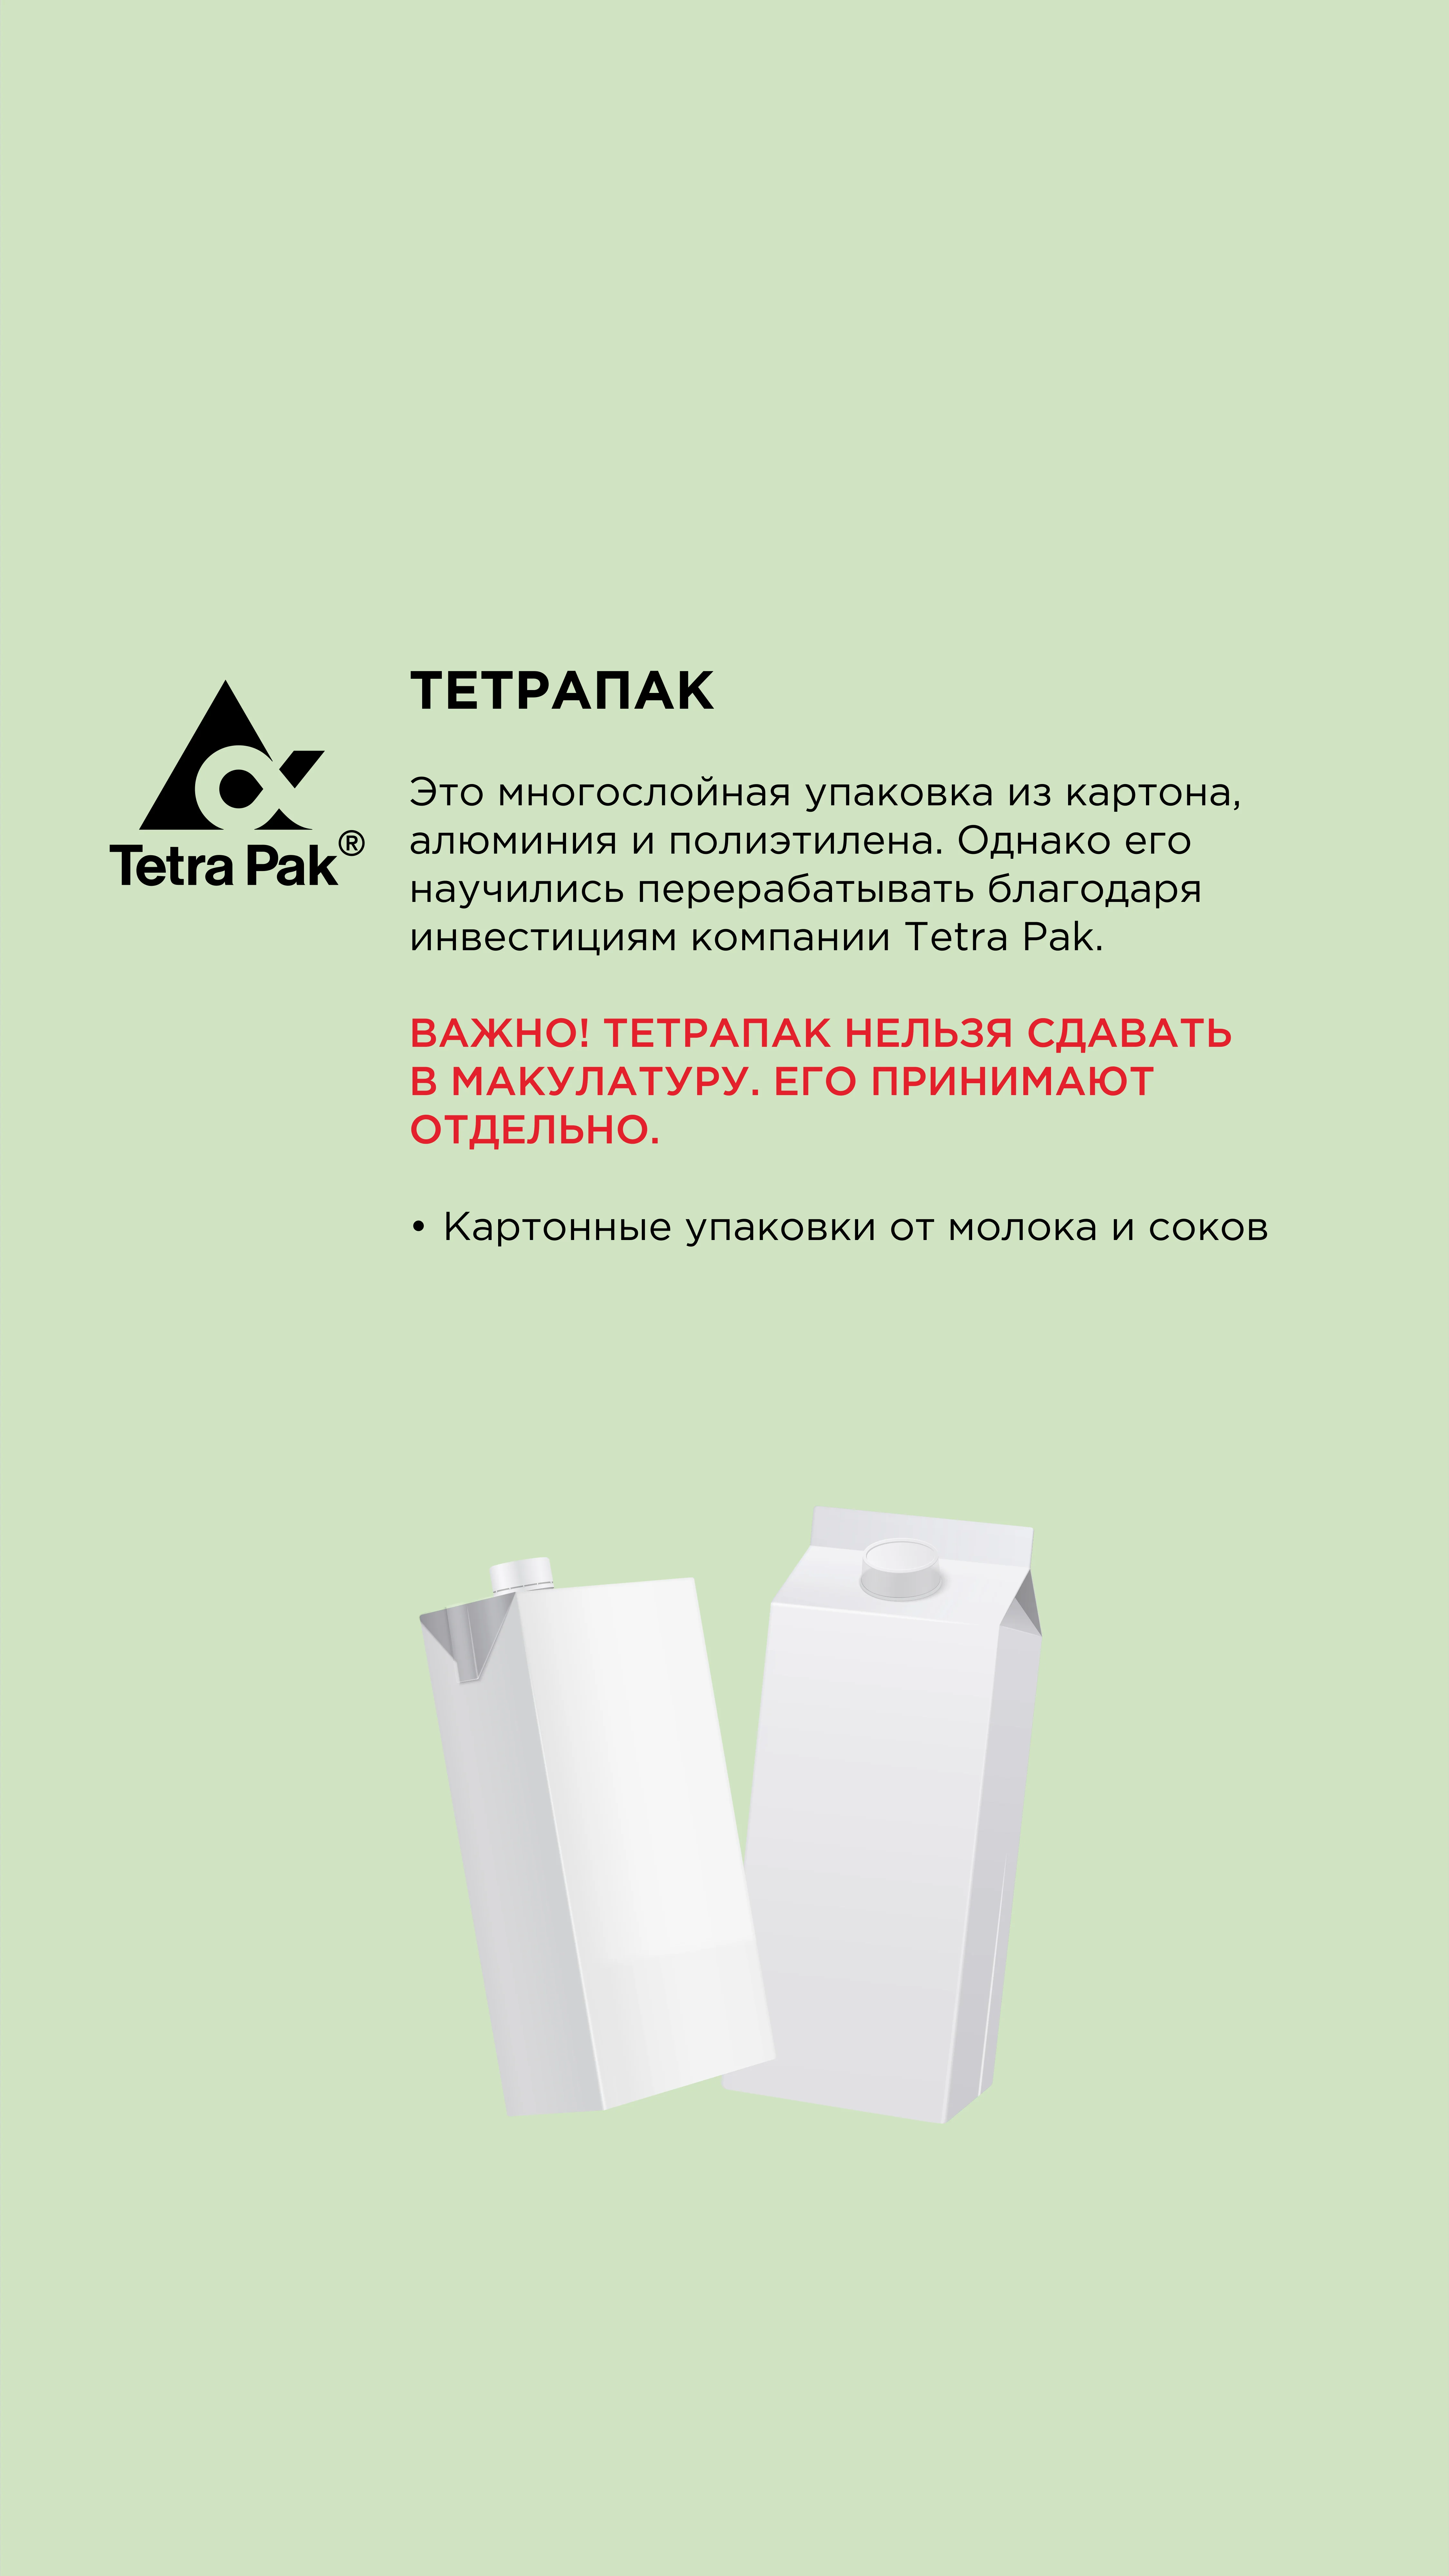 ТЕТРАПАК
Tetra Pak®
Это многослойная упаковка из картона,
алюминия и полиэтилена. Однако его
научились перерабатывать благодаря
инвестициям компании Tetra Pak.
ВАЖНО! ТЕТРАПАК НЕЛЬЗЯ СДАВАТЬ
В МАКУЛАТУРУ. ЕГО ПРИНИМАЮТ
ОТДЕЛЬНО.
• Картонные упаковки от молока и соков